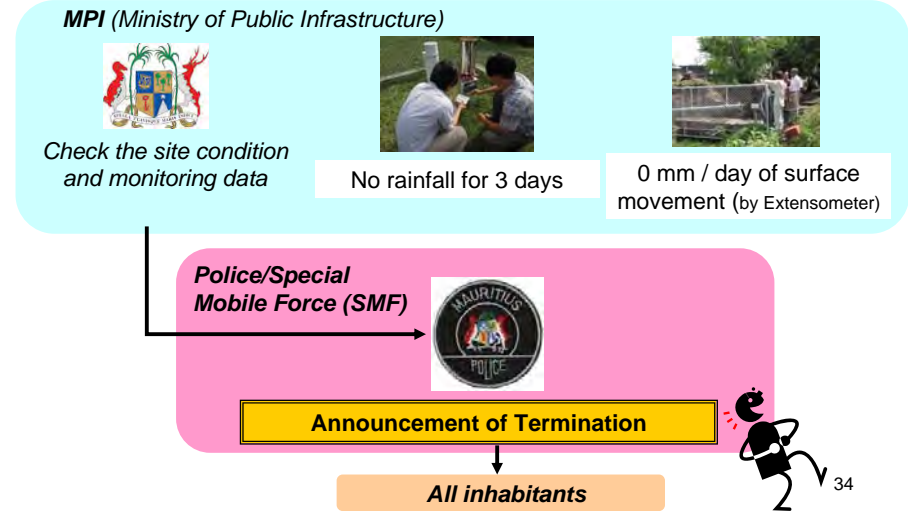 MPI (Ministry of Public Infrastructure)
Check the site condition
and monitoring data
No rainfall for 3 days
0 mm / day of surface
movement (by Extensometer)
Police/Special
Mobile Force (SMF)
MAURITIUS
POLICE
Announcement of Termination
All inhabitants
34